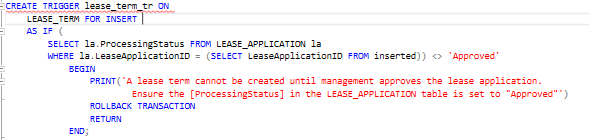 CREATE TRIGGER lease_term_tr ON
LEASE_TERM FOR INSERT
AS IF (
SELECT la.ProcessingStatus FROM LEASE_APPLICATION la
WHERE la.LeaseApplicationID = (SELECT LeaseApplicationID FROM inserted)) <> 'Approved'
BEGIN
PRINT('A lease term cannot be created until management approves the lease application.
Ensure the [ProcessingStatus] in the LEASE_APPLICATION table is set to "Approved"')
ROLLBACK TRANSACTION
RETURN
END;